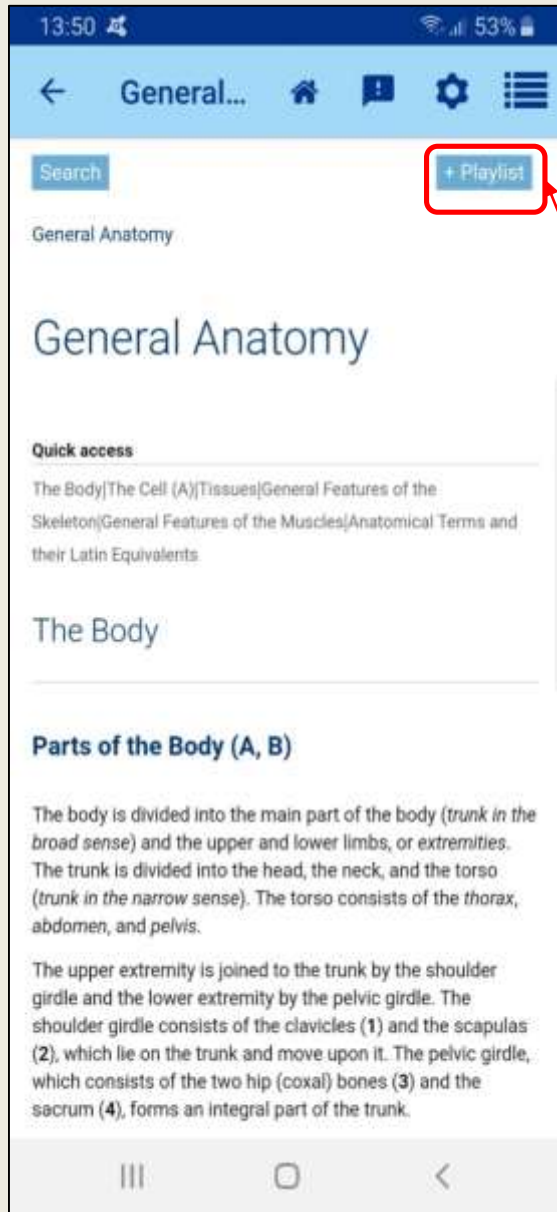 13:50 53%
General...
Search + Playlist
General Anatomy
General Anatomy
Quick access
The Body|The Cell (A)|Tissues|General Features of the
Skeleton|General Features of the Muscles|Anatomical Terms and
their Latin Equivalents
The Body
Parts of the Body (A, B)
The body is divided into the main part of the body (trunk in the
broad sense) and the upper and lower limbs, or extremities.
The trunk is divided into the head, the neck, and the torso
(trunk in the narrow sense). The torso consists of the thorax,
abdomen, and pelvis.
The upper extremity is joined to the trunk by the shoulder
girdle and the lower extremity by the pelvic girdle. The
shoulder girdle consists of the clavicles (1) and the scapulas
(2), which lie on the trunk and move upon it. The pelvic girdle,
which consists of the two hip (coxal) bones (3) and the
sacrum (4), forms an integral part of the trunk.